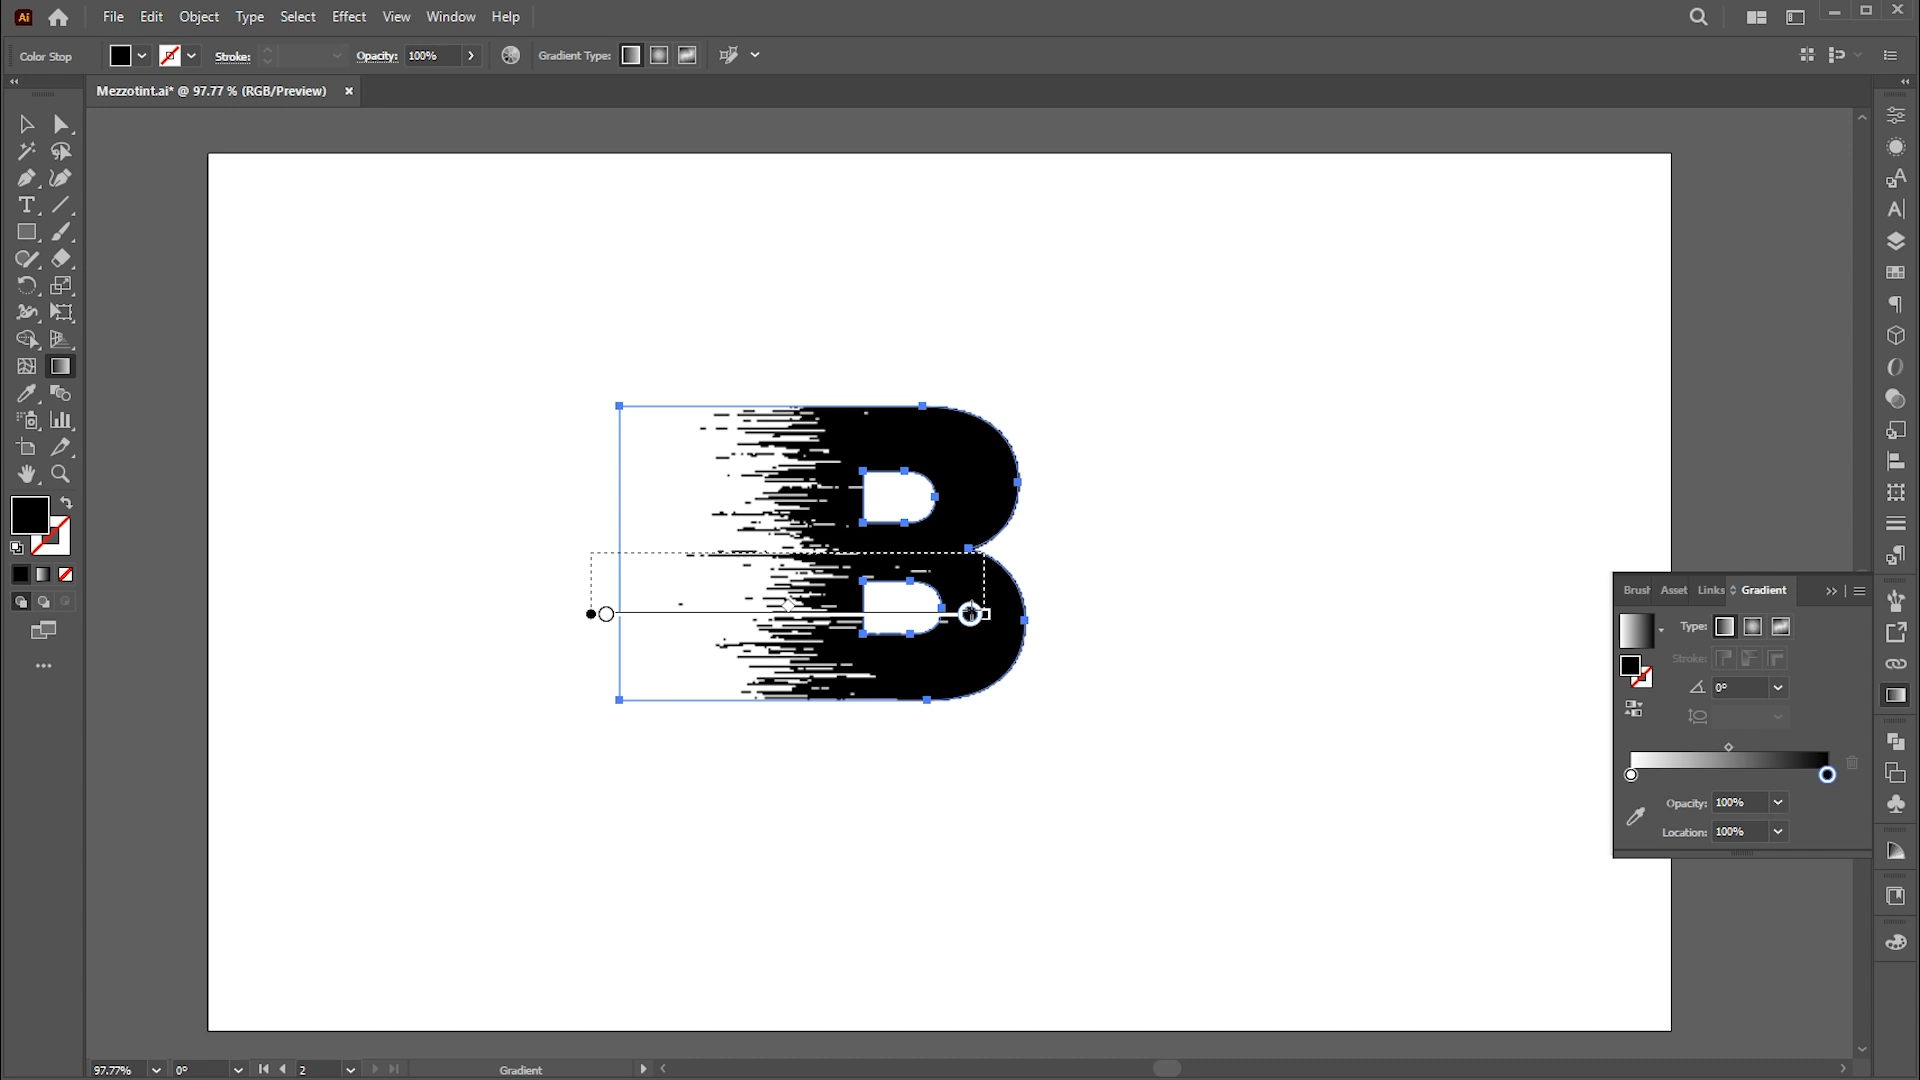 Ai File Edit Object Type Select Effect View Window Help
Color Stop Stroke: Opacity: 100% Gradient Type:
Mezzotint.ai* @ 97.77 % (RGB/Preview)
B
Brush Asset Links Gradient
Type:
Stroke:
0°
Opacity: 100%
Location: 100%
97.77% 0° 2 Gradient